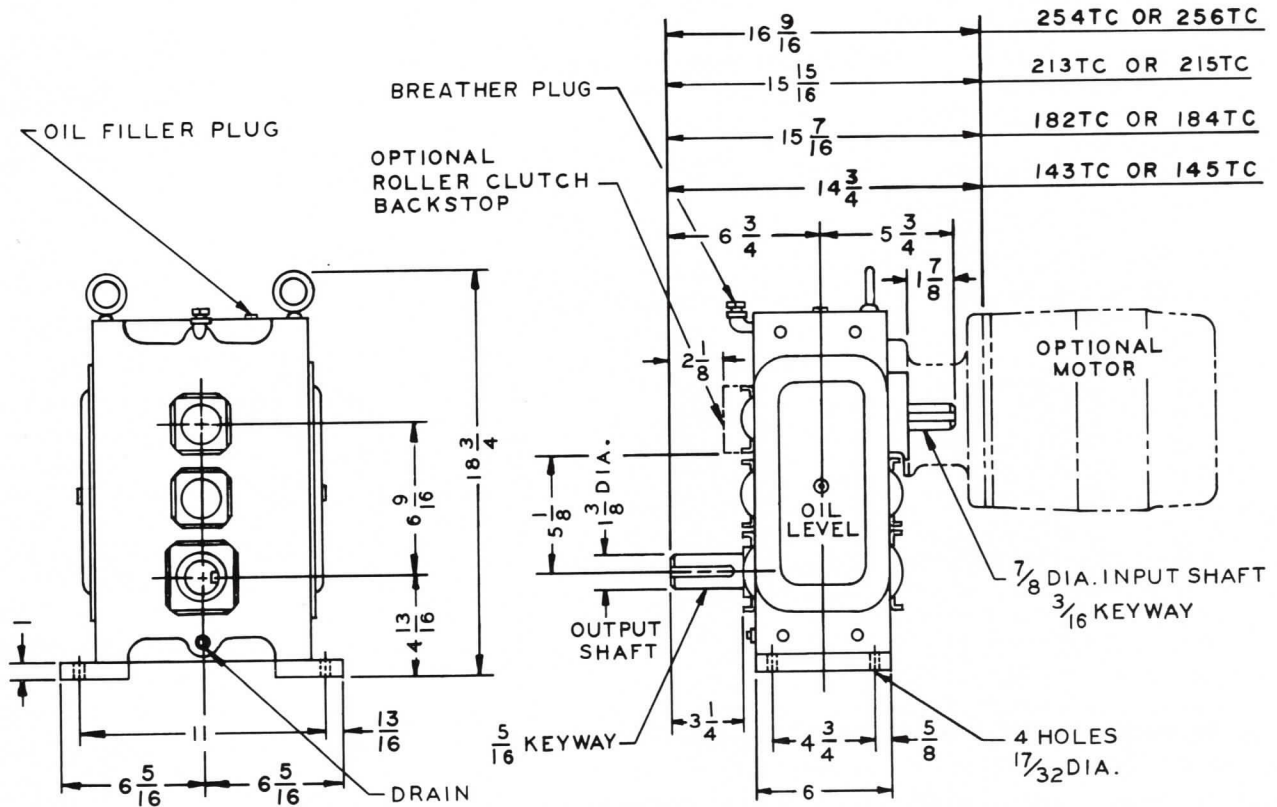 16 9/16
254TC OR 256TC
15 15/16
213TC OR 215TC
BREATHER PLUG
15 7/16
182TC OR 184TC
OIL FILLER PLUG
OPTIONAL
ROLLER CLUTCH
BACKSTOP
14 3/4
143TC OR 145TC
6 3/4
5 3/4
1 7/8
2 1/8
OPTIONAL
MOTOR
18 3/4
6 9/16
5 1/8
1 3/8 DIA.
OIL
LEVEL
7/8 DIA. INPUT SHAFT
3/16 KEYWAY
4 13/16
OUTPUT
SHAFT
1
11
13/16
3 1/4
5/16 KEYWAY
4 3/4
5/8
4 HOLES
17/32 DIA.
6 5/16
6 5/16
DRAIN
6